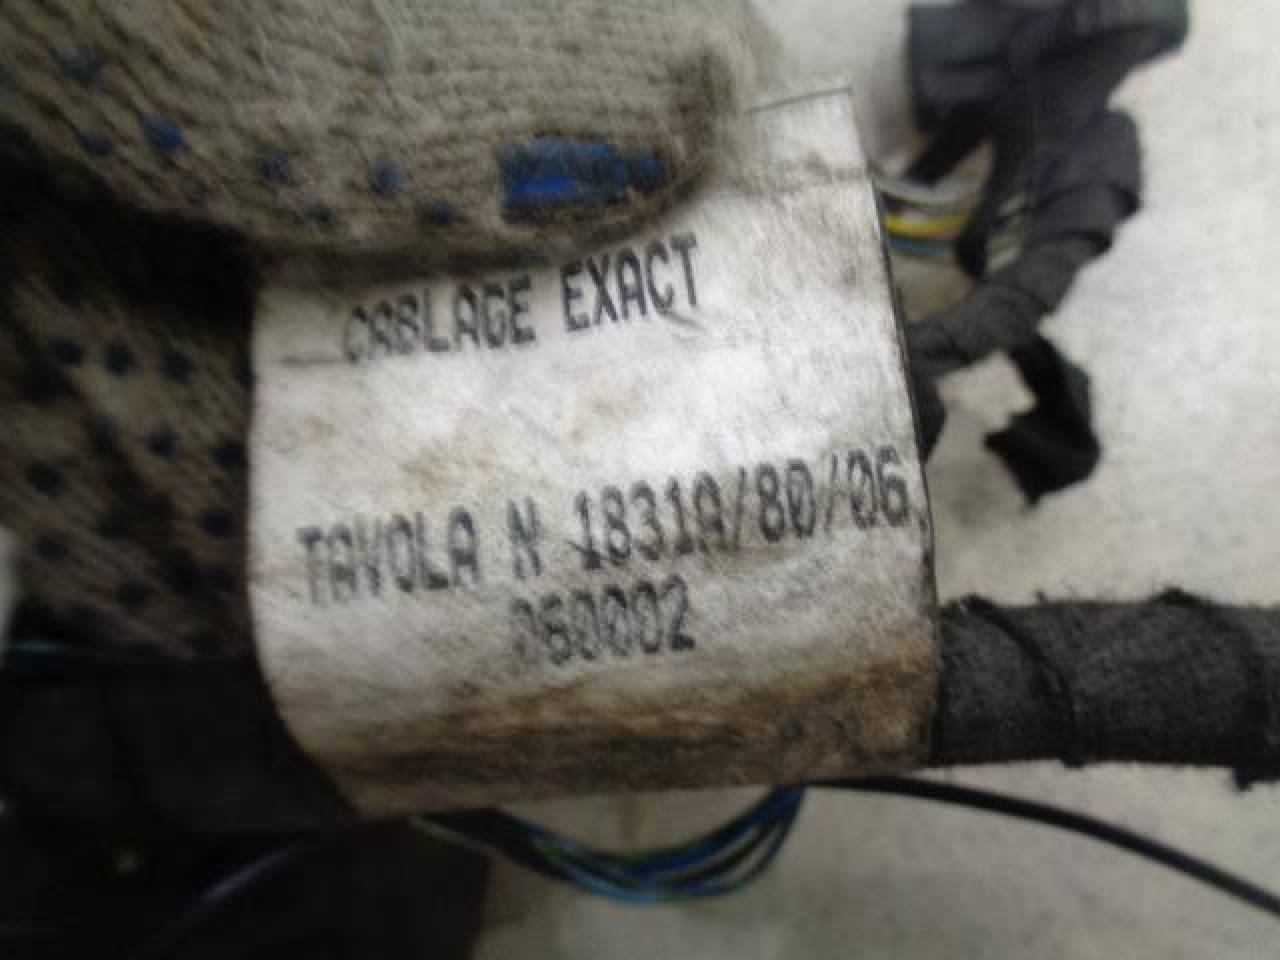 CABLAGE EXACT
TAVOLA N 1831A/80/06
060002